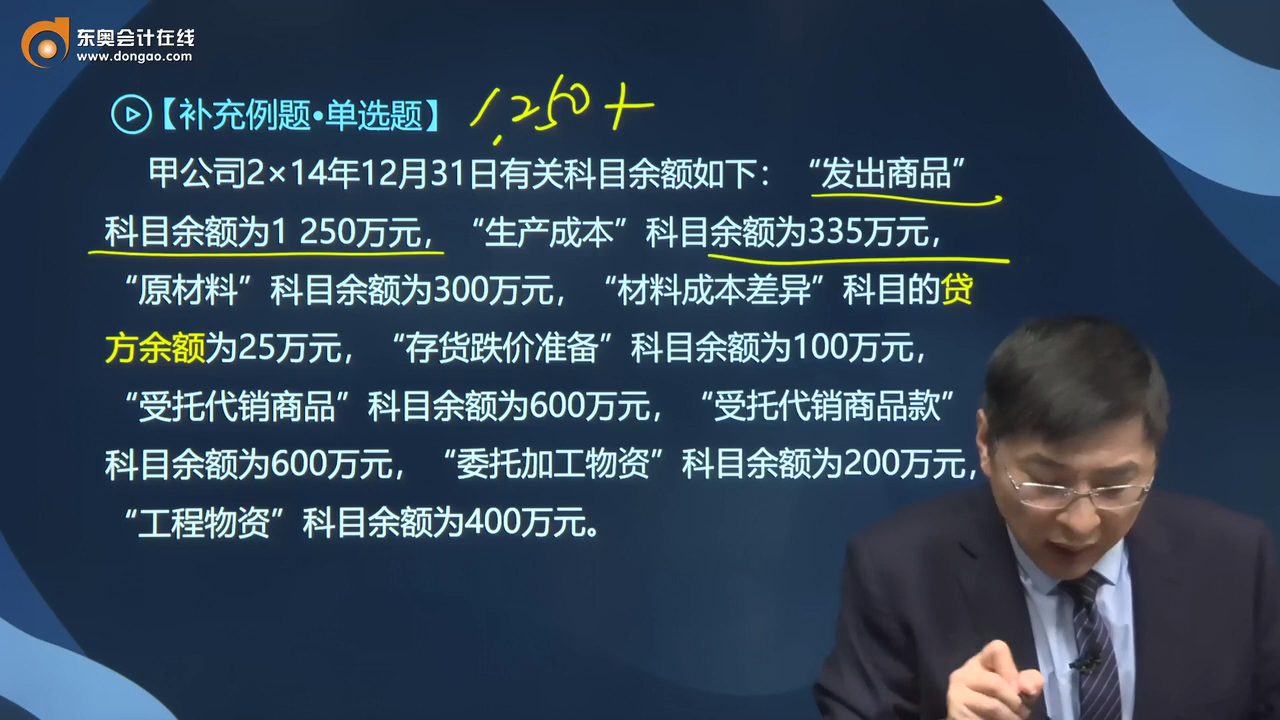 东奥会计在线
www.dongao.com
【补充例题•单选题】 1,250+
甲公司2×14年12月31日有关科目余额如下：“发出商品”
科目余额为1 250万元，“生产成本”科目余额为335万元，
“原材料”科目余额为300万元，“材料成本差异”科目的贷
方余额为25万元，“存货跌价准备”科目余额为100万元，
“受托代销商品”科目余额为600万元，“受托代销商品款”
科目余额为600万元，“委托加工物资”科目余额为200万元，
“工程物资”科目余额为400万元。